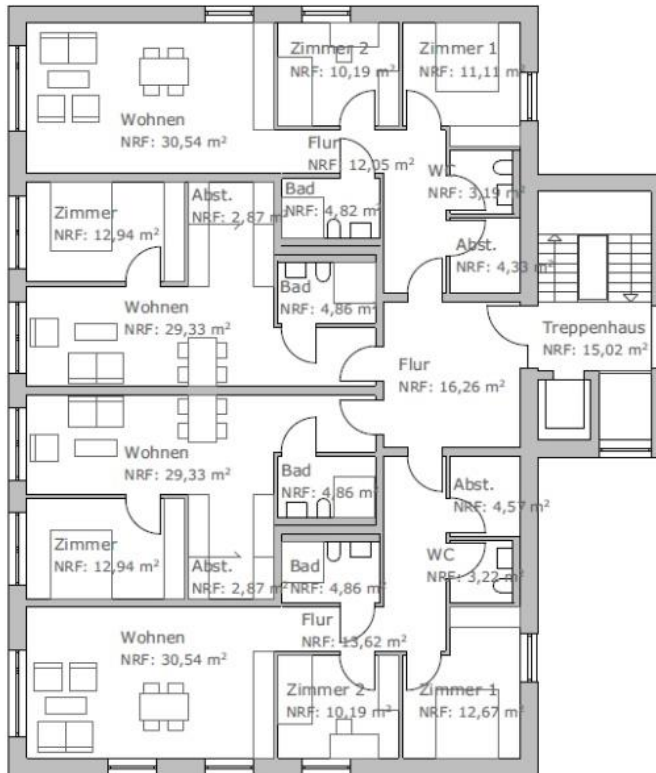 Zimmer 2
NRF: 10,19 m²
Zimmer 1
NRF: 11,11 m²
Wohnen
NRF: 30,54 m²
Flur
NRF: 12,05 m²
WC
NRF: 3,19 m²
Zimmer
NRF: 12,94 m²
Abst.
NRF: 2,87 m²
Bad
NRF: 4,82 m²
Abst.
NRF: 4,33 m²
Wohnen
NRF: 29,33 m²
Bad
NRF: 4,86 m²
Flur
NRF: 16,26 m²
Treppenhaus
NRF: 15,02 m²
Wohnen
NRF: 29,33 m²
Bad
NRF: 4,86 m²
Abst.
NRF: 4,57 m²
Zimmer
NRF: 12,94 m²
Abst.
NRF: 2,87 m²
Bad
NRF: 4,86 m²
WC
NRF: 3,22 m²
Wohnen
NRF: 30,54 m²
Flur
NRF: 13,62 m²
Zimmer 2
NRF: 10,19 m²
Zimmer 1
NRF: 12,67 m²